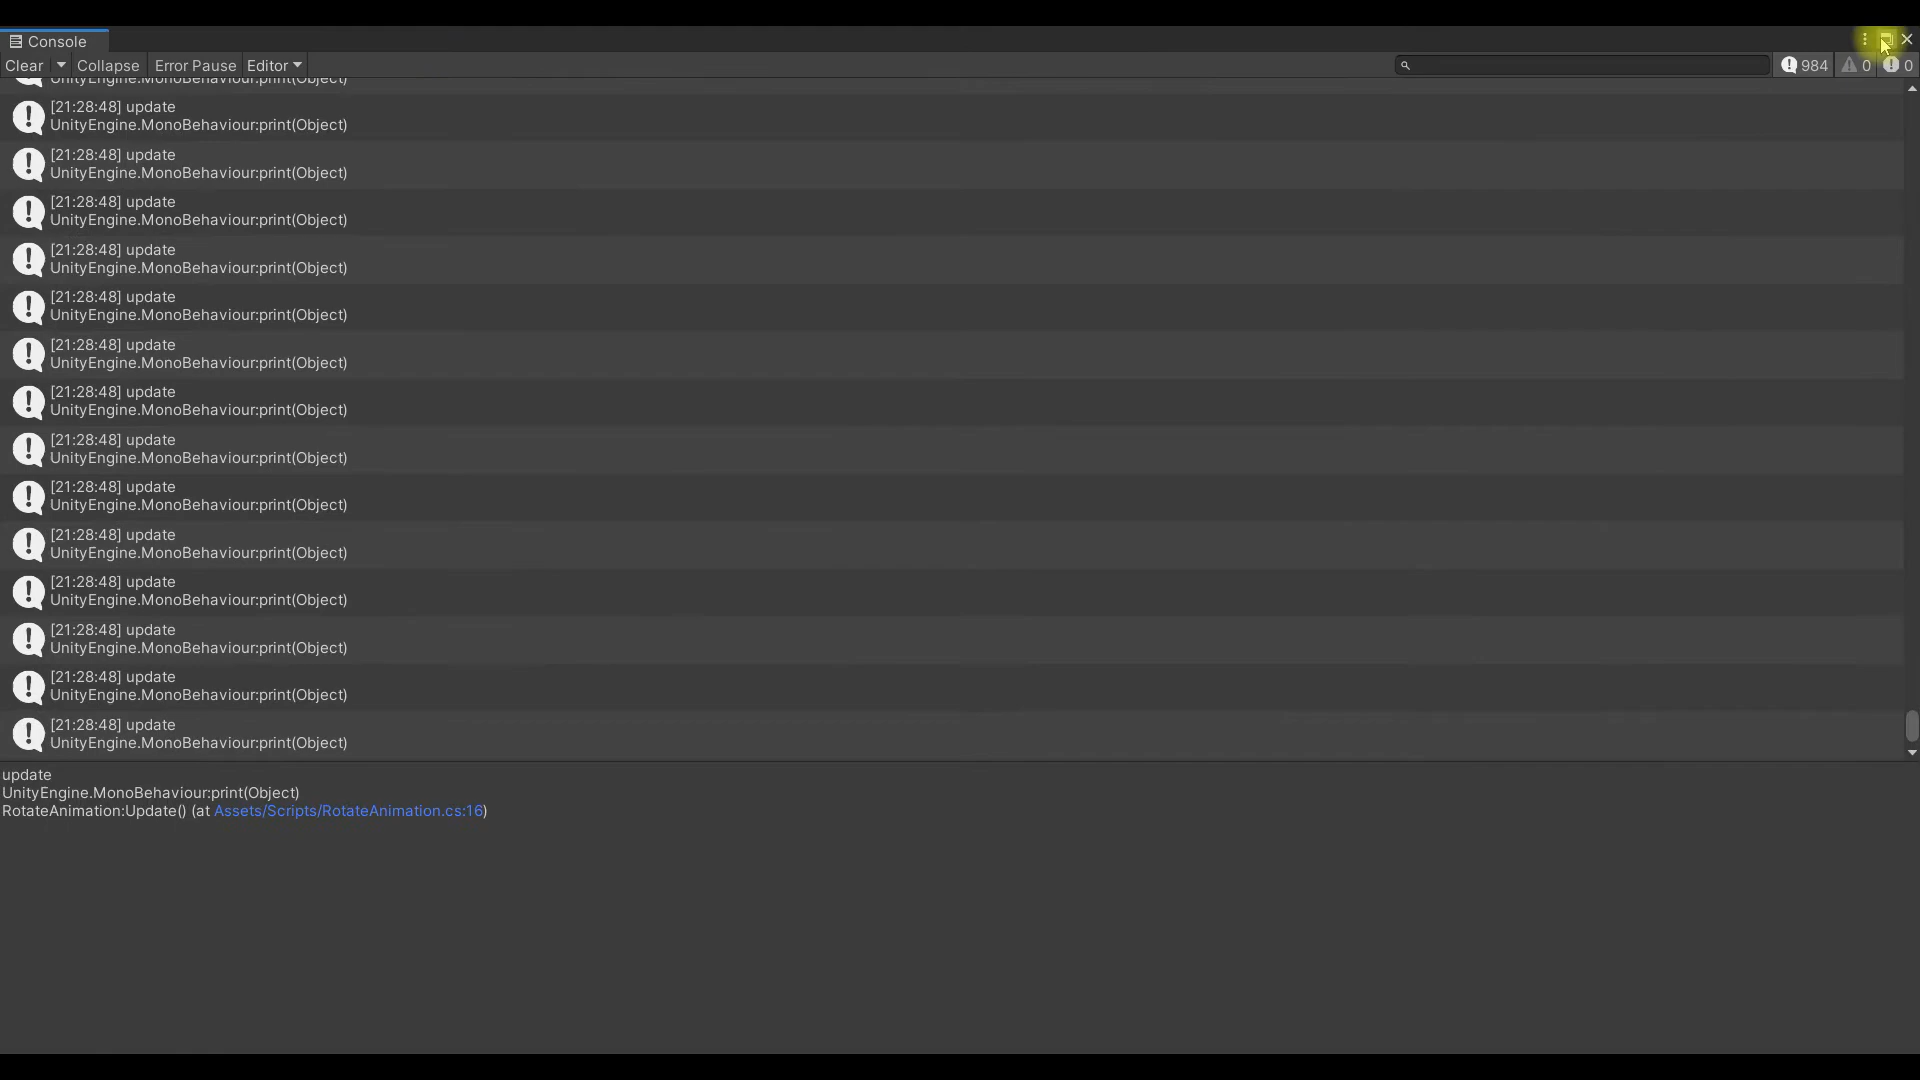 Console
Clear Collapse Error Pause Editor 984 0 0
UnityEngine.MonoBehaviour:print(Object)
[21:28:48] update
UnityEngine.MonoBehaviour:print(Object)
[21:28:48] update
UnityEngine.MonoBehaviour:print(Object)
[21:28:48] update
UnityEngine.MonoBehaviour:print(Object)
[21:28:48] update
UnityEngine.MonoBehaviour:print(Object)
[21:28:48] update
UnityEngine.MonoBehaviour:print(Object)
[21:28:48] update
UnityEngine.MonoBehaviour:print(Object)
[21:28:48] update
UnityEngine.MonoBehaviour:print(Object)
[21:28:48] update
UnityEngine.MonoBehaviour:print(Object)
[21:28:48] update
UnityEngine.MonoBehaviour:print(Object)
[21:28:48] update
UnityEngine.MonoBehaviour:print(Object)
[21:28:48] update
UnityEngine.MonoBehaviour:print(Object)
[21:28:48] update
UnityEngine.MonoBehaviour:print(Object)
[21:28:48] update
UnityEngine.MonoBehaviour:print(Object)
[21:28:48] update
UnityEngine.MonoBehaviour:print(Object)
update
UnityEngine.MonoBehaviour:print(Object)
RotateAnimation:Update() (at Assets/Scripts/RotateAnimation.cs:16)